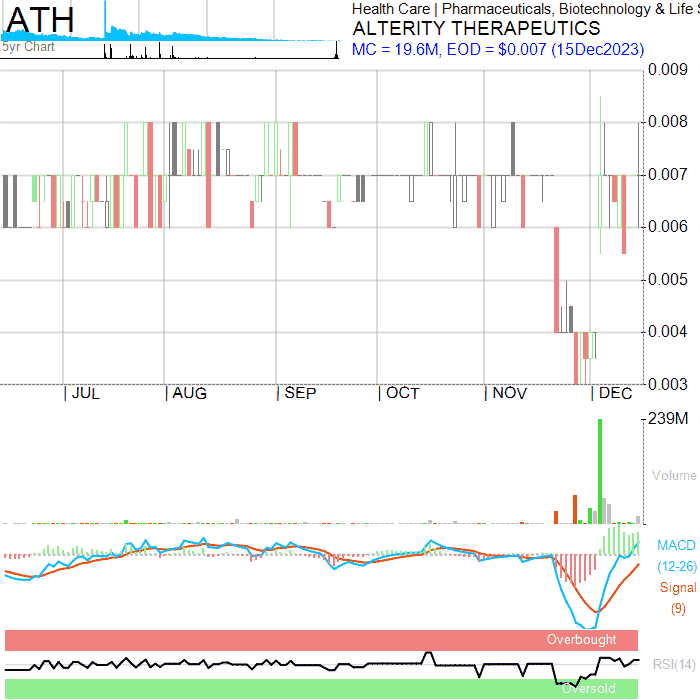 ATH
5yr Chart
Health Care | Pharmaceuticals, Biotechnology & Life S
ALTERITY THERAPEUTICS
MC = 19.6M, EOD = $0.007 (15Dec2023)
0.009
0.008
0.007
0.006
0.005
0.004
0.003
JUL AUG SEP OCT NOV DEC
239M
Volume
MACD
(12-26)
Signal
(9)
Overbought
RSI(14)
Oversold